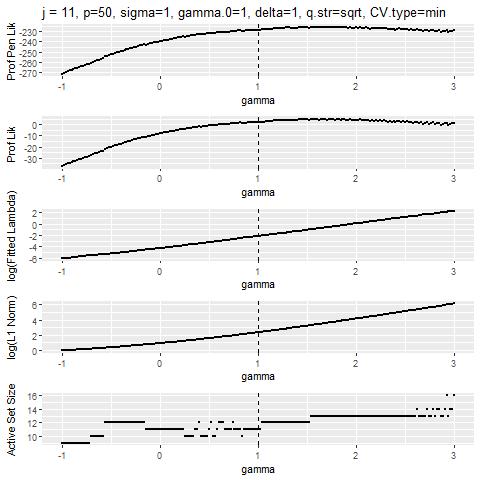 j = 11, p=50, sigma=1, gamma.0=1, delta=1, q.str=sqrt, CV.type=min
Prof Pen Lik
-230
-240
-250
-260
-270
-1 0 1 2 3
gamma
Prof Lik
0
-10
-20
-30
-1 0 1 2 3
gamma
log(Fitted Lambda)
2
0
-2
-4
-6
-1 0 1 2 3
gamma
log(L1 Norm)
6
4
2
0
-1 0 1 2 3
gamma
Active Set Size
16
14
12
10
-1 0 1 2 3
gamma